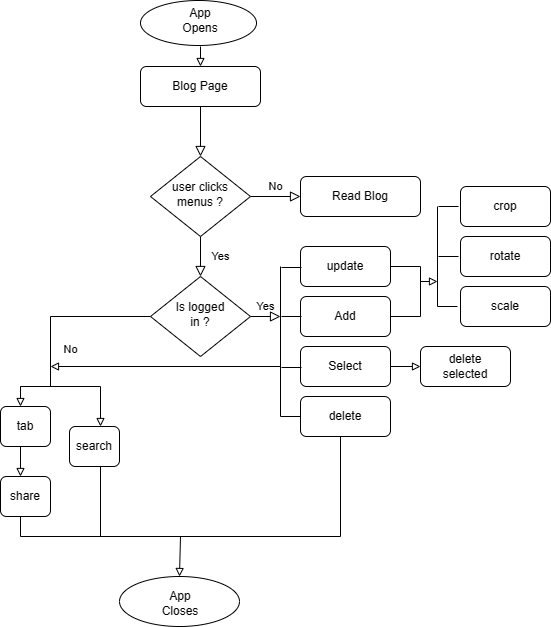 App
Opens
Blog Page
user clicks
menus ?
No
Read Blog
crop
Yes
update
rotate
Is logged
in ?
Yes
Add
scale
No
Select
delete
selected
tab
delete
search
share
App
Closes